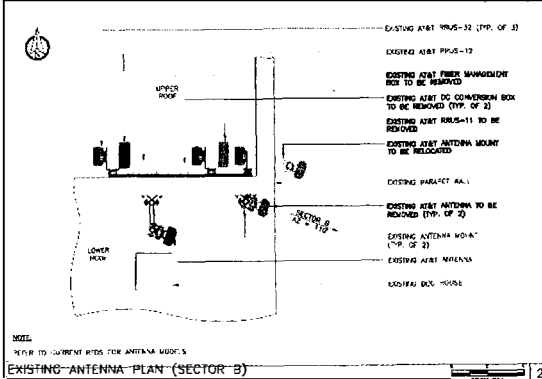 EXISTING AT&T RRUS-32 (TYP. OF 3)
EXISTING AT&T RRUS-12
EXISTING AT&T FIBER MANAGEMENT
BOX TO BE REMOVED
EXISTING AT&T DC CONVERSION BOX
TO BE REMOVED (TYP. OF 2)
EXISTING AT&T RRUS-11 TO BE
REMOVED
EXISTING AT&T ANTENNA MOUNT
TO BE RELOCATED
EXISTING PARAPET WALL
EXISTING AT&T ANTENNA TO BE
REMOVED (TYP. OF 2)
EXISTING ANTENNA MOUNT
(TYP. OF 2)
EXISTING AT&T ANTENNA
EXISTING DOG HOUSE
UPPER
ROOF
SECTOR B
AZ = 110°
LOWER
ROOF
NOTE:
REFER TO CURRENT RFDS FOR ANTENNA MODELS
EXISTING ANTENNA PLAN (SECTOR B)
2